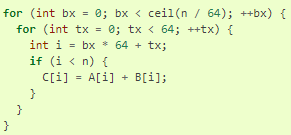 for (int bx = 0; bx < ceil(n / 64); ++bx) {
  for (int tx = 0; tx < 64; ++tx) {
    int i = bx * 64 + tx;
    if (i < n) {
      C[i] = A[i] + B[i];
    }
  }
}